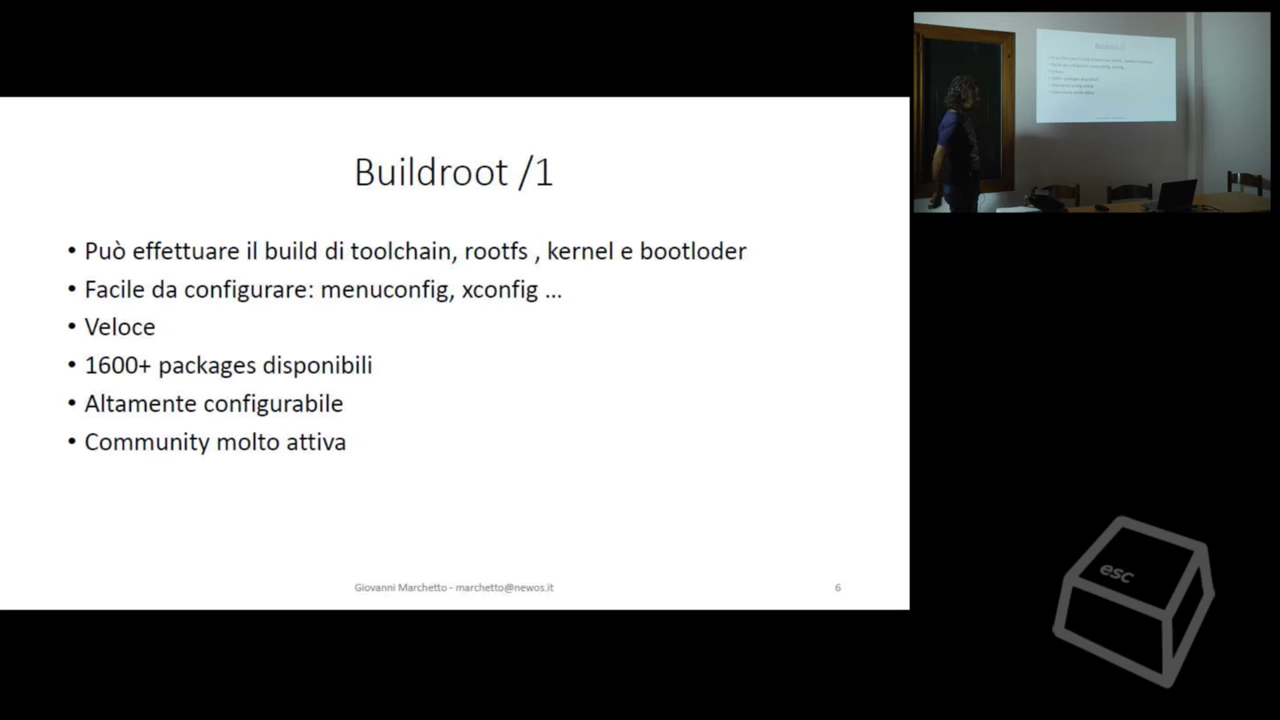 Buildroot /1
• Può effettuare il build di toolchain, rootfs , kernel e bootloder
• Facile da configurare: menuconfig, xconfig ...
• Veloce
• 1600+ packages disponibili
• Altamente configurabile
• Community molto attiva
Giovanni Marchetto - marchetto@newos.it
6
esc